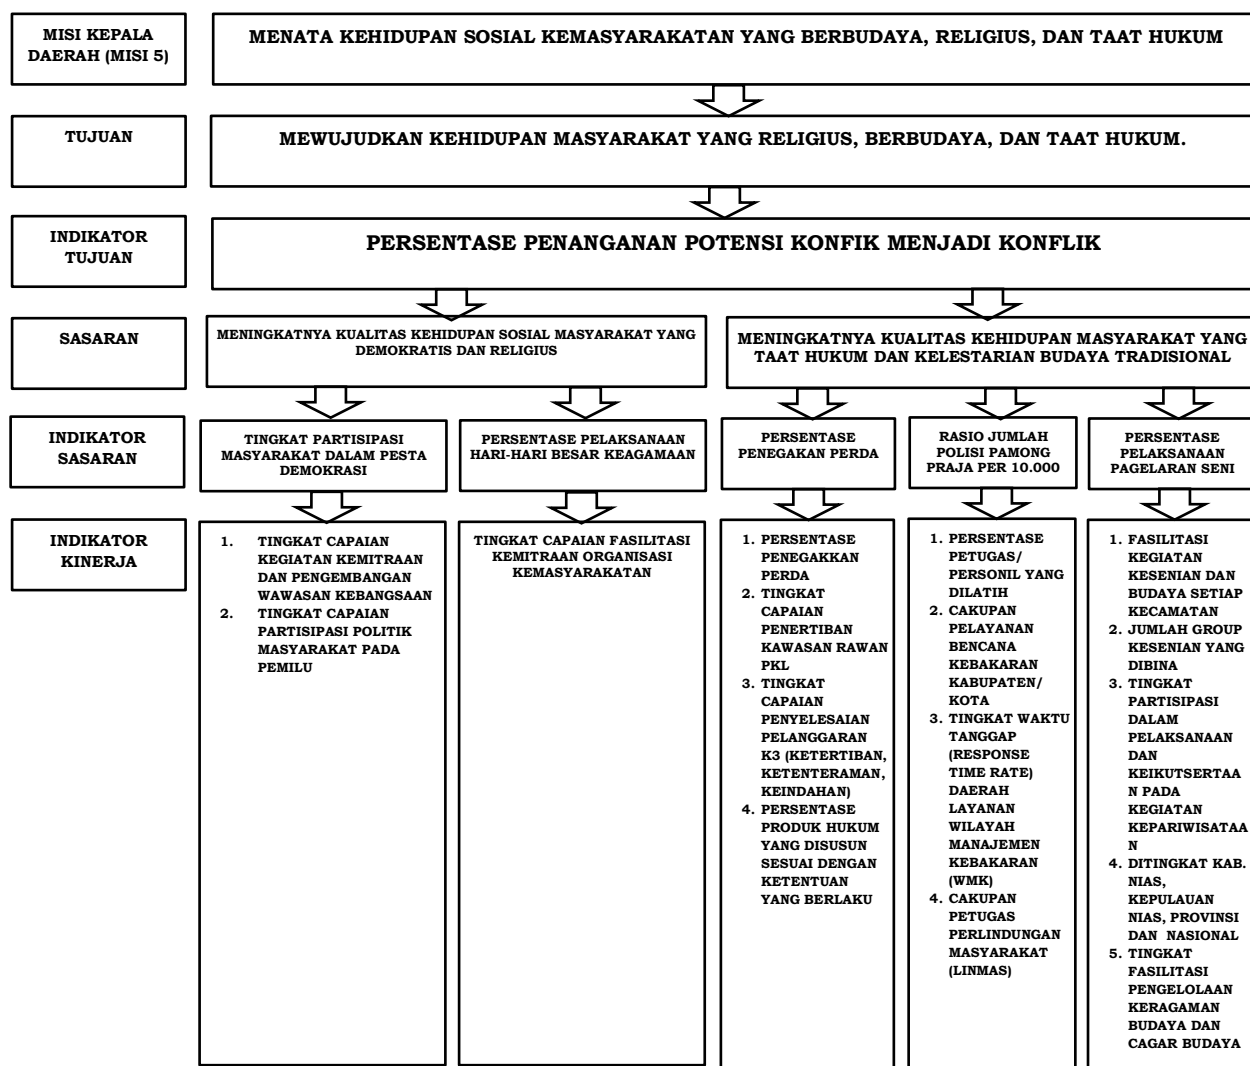 MISI KEPALA
DAERAH (MISI 5)
MENATA KEHIDUPAN SOSIAL KEMASYARAKATAN YANG BERBUDAYA, RELIGIUS, DAN TAAT HUKUM
TUJUAN
MEWUJUDKAN KEHIDUPAN MASYARAKAT YANG RELIGIUS, BERBUDAYA, DAN TAAT HUKUM.
INDIKATOR
TUJUAN
PERSENTASE PENANGANAN POTENSI KONFIK MENJADI KONFLIK
SASARAN
MENINGKATNYA KUALITAS KEHIDUPAN SOSIAL MASYARAKAT YANG
DEMOKRATIS DAN RELIGIUS
MENINGKATNYA KUALITAS KEHIDUPAN MASYARAKAT YANG
TAAT HUKUM DAN KELESTARIAN BUDAYA TRADISIONAL
INDIKATOR
SASARAN
TINGKAT PARTISIPASI
MASYARAKAT DALAM PESTA
DEMOKRASI
PERSENTASE PELAKSANAAN
HARI-HARI BESAR KEAGAMAAN
PERSENTASE
PENEGAKAN PERDA
RASIO JUMLAH
POLISI PAMONG
PRAJA PER 10.000
PERSENTASE
PELAKSANAAN
PAGELARAN SENI
INDIKATOR
KINERJA
1. TINGKAT CAPAIAN
KEGIATAN KEMITRAAN
DAN PENGEMBANGAN
WAWASAN KEBANGSAAN
2. TINGKAT CAPAIAN
PARTISIPASI POLITIK
MASYARAKAT PADA
PEMILU
TINGKAT CAPAIAN FASILITASI
KEMITRAAN ORGANISASI
KEMASYARAKATAN
1. PERSENTASE
PENEGAKKAN
PERDA
2. TINGKAT
CAPAIAN
PENERTIBAN
KAWASAN RAWAN
PKL
3. TINGKAT
CAPAIAN
PENYELESAIAN
PELANGGARAN
K3 (KETERTIBAN,
KETENTERAMAN,
KEINDAHAN)
4. PERSENTASE
PRODUK HUKUM
YANG DISUSUN
SESUAI DENGAN
KETENTUAN
YANG BERLAKU
1. PERSENTASE
PETUGAS/
PERSONIL YANG
DILATIH
2. CAKUPAN
PELAYANAN
BENCANA
KEBAKARAN
KABUPATEN/
KOTA
3. TINGKAT WAKTU
TANGGAP
(RESPONSE
TIME RATE)
DAERAH
LAYANAN
WILAYAH
MANAJEMEN
KEBAKARAN
(WMK)
4. CAKUPAN
PETUGAS
PERLINDUNGAN
MASYARAKAT
(LINMAS)
1. FASILITASI
KEGIATAN
KESENIAN DAN
BUDAYA SETIAP
KECAMATAN
2. JUMLAH GROUP
KESENIAN YANG
DIBINA
3. TINGKAT
PARTISIPASI
DALAM
PELAKSANAAN
DAN
KEIKUTSERTAA
N PADA
KEGIATAN
KEPARIWISATAA
N
4. DITINGKAT KAB.
NIAS,
KEPULAUAN
NIAS, PROVINSI
DAN NASIONAL
5. TINGKAT
FASILITASI
PENGELOLAAN
KERAGAMAN
BUDAYA DAN
CAGAR BUDAYA